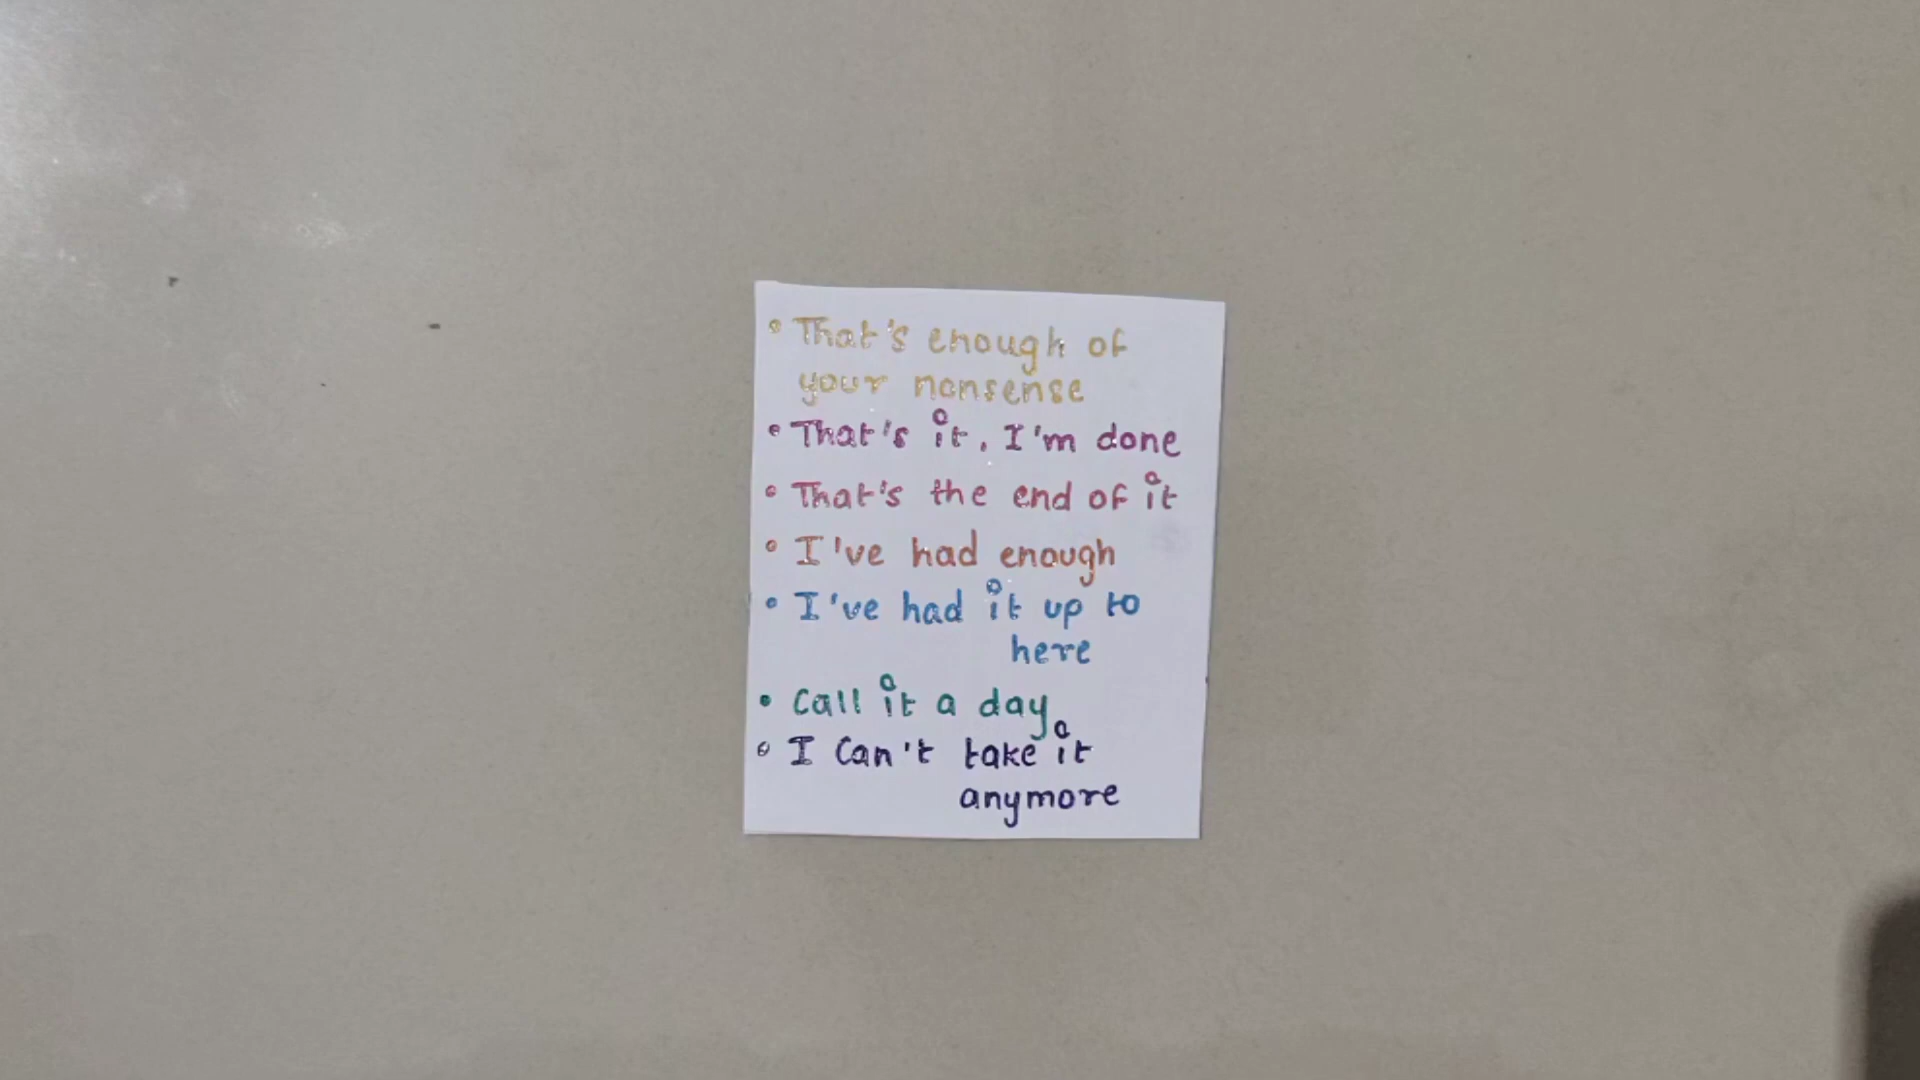 • That's enough of
your nonsense
• That's it, I'm done
• That's the end of it
• I've had enough
• I've had it up to
here
• Call it a day
• I Can't take it
anymore